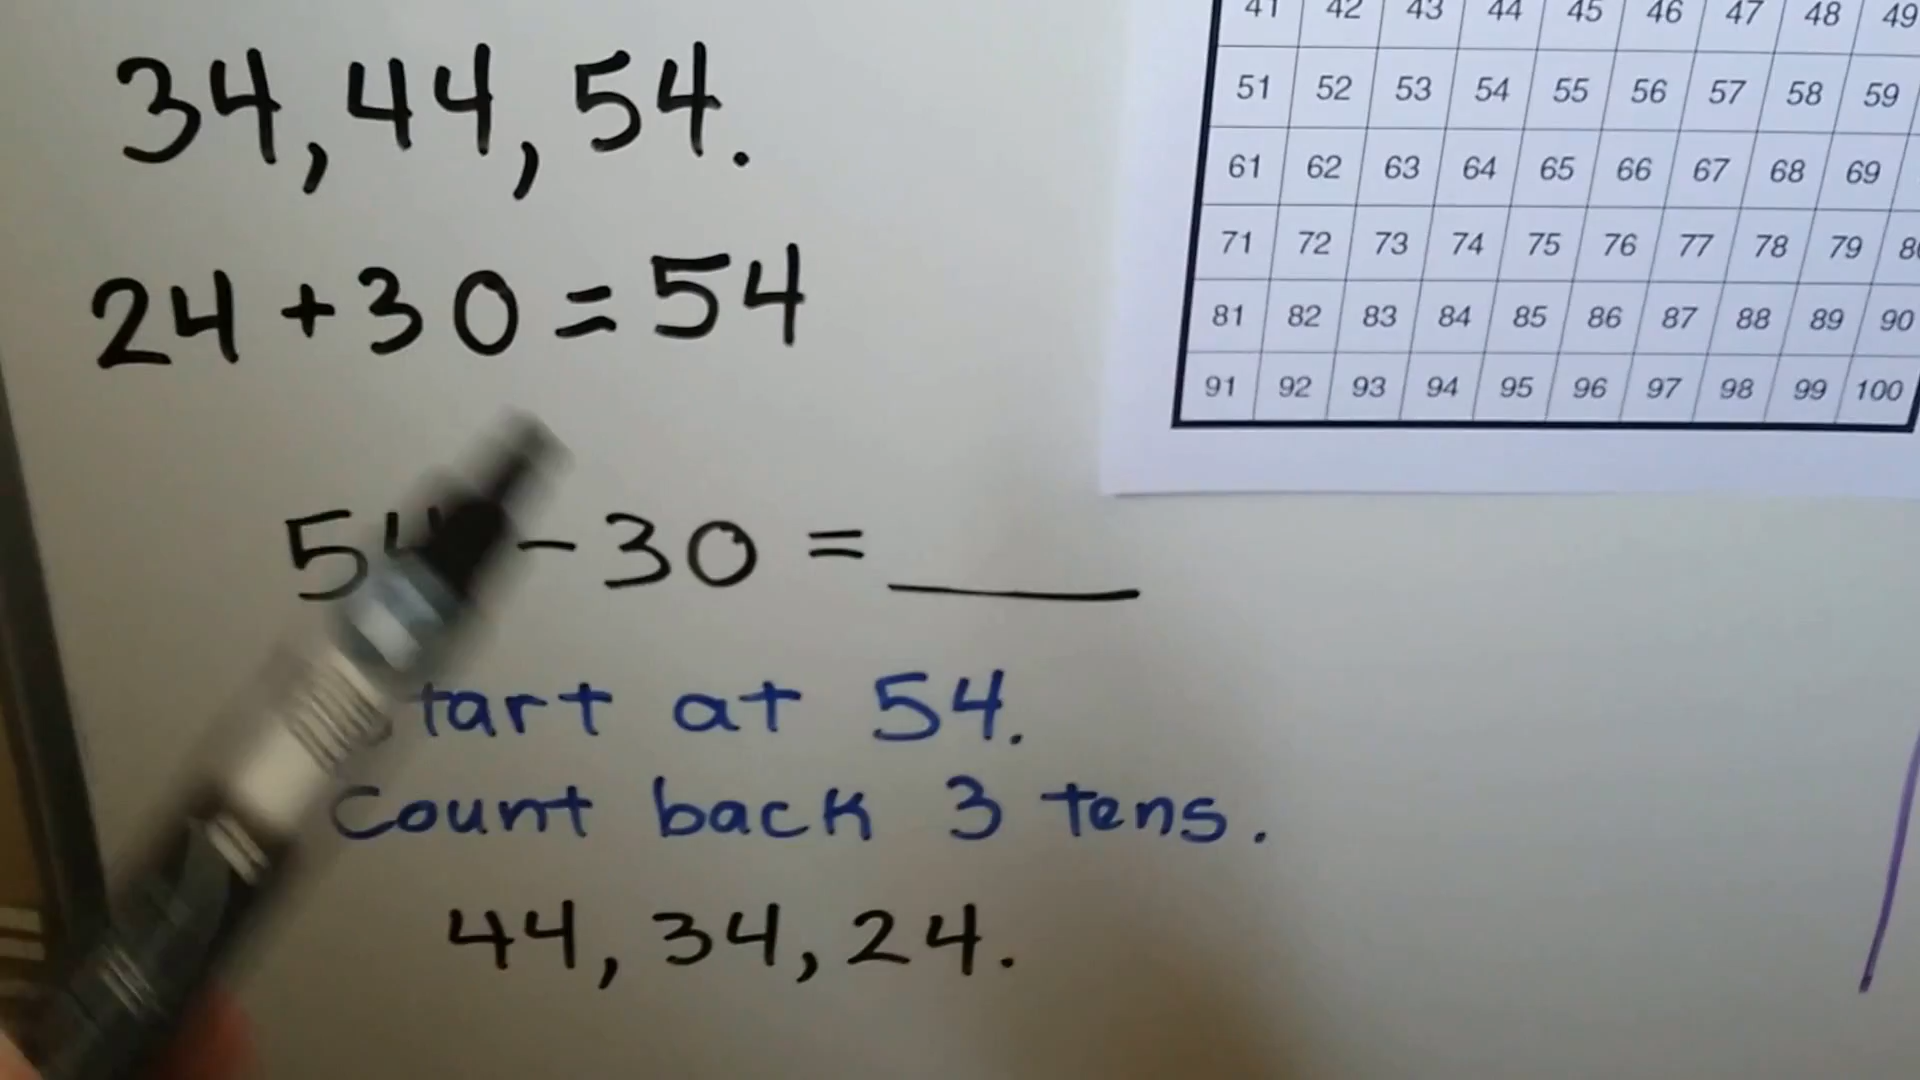 34, 44, 54.
24 + 30 = 54
54 - 30 = ____
tart at 54.
Count back 3 tens.
44, 34, 24.
41 42 43 44 45 46 47 48 49
51 52 53 54 55 56 57 58 59
61 62 63 64 65 66 67 68 69
71 72 73 74 75 76 77 78 79
81 82 83 84 85 86 87 88 89 90
91 92 93 94 95 96 97 98 99 100